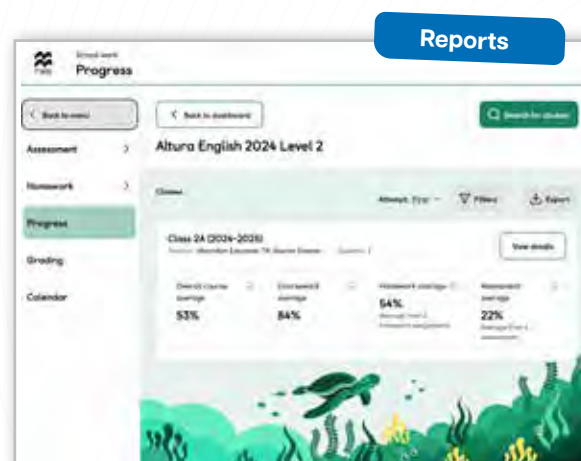 Reports
Progress
Back to menu
Back to dashboard
Search for student
Assessment
Altura English 2024 Level 2
Homework
Classes
Attempt: First
Filters
Export
Progress
Class 2A (2024-2025)
View details
Grading
Calendar
Overall course
average
53%
Coursework
average
84%
Homework average
54%
Assessment
average
22%